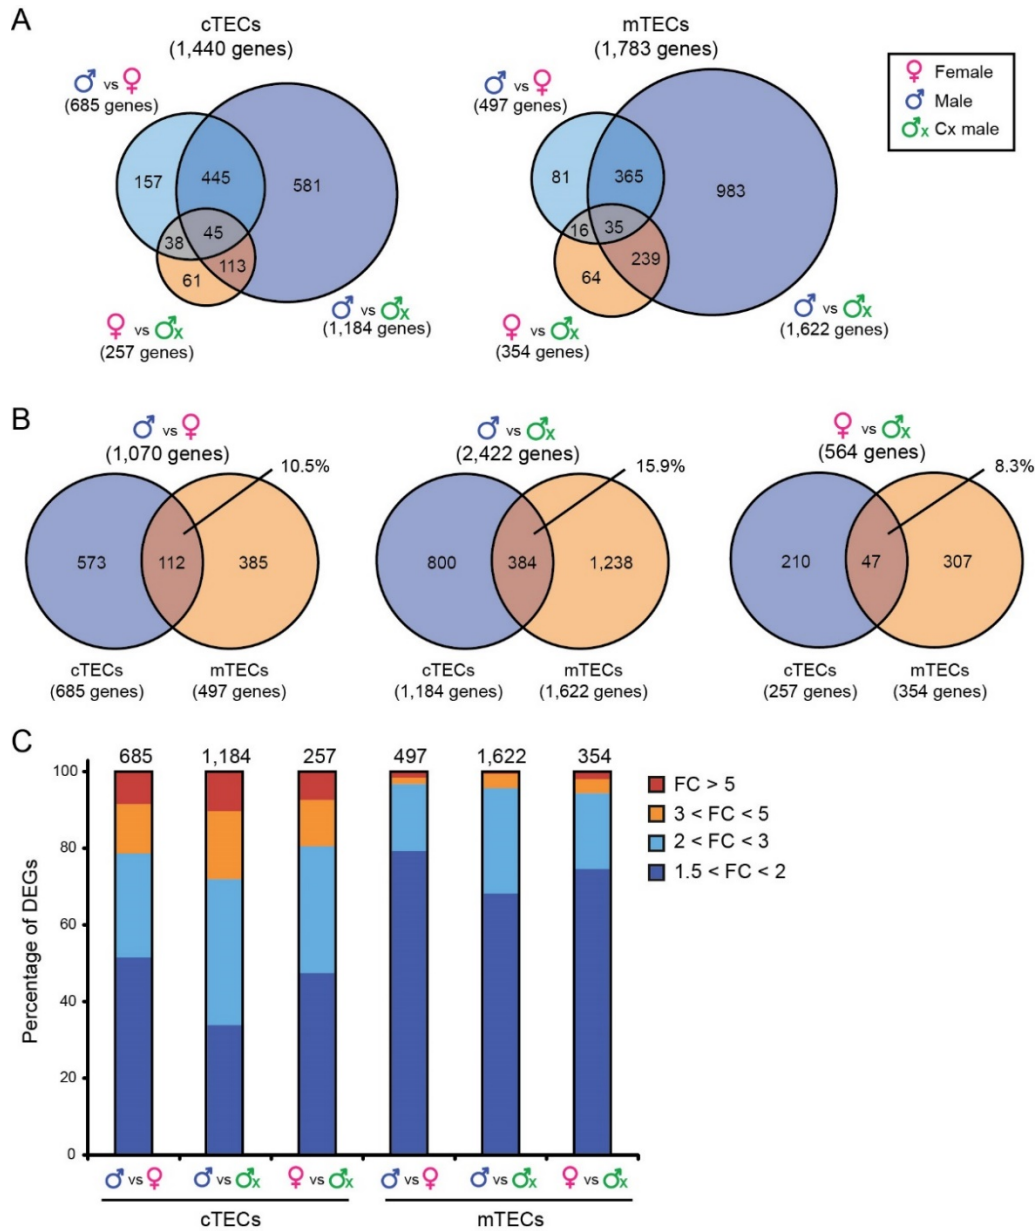 A
cTECs
(1,440 genes)
mTECs
(1,783 genes)
♂ vs ♀
(685 genes)
157
445
581
45
38
113
61
♀ vs ♂x
(257 genes)
♂ vs ♂x
(1,184 genes)
♂ vs ♀
(497 genes)
81
365
983
16
35
239
64
♀ vs ♂x
(354 genes)
♂ vs ♂x
(1,622 genes)
♀ Female
♂ Male
♂x Cx male
B
♂ vs ♀
(1,070 genes)
10.5%
573
112
385
cTECs
(685 genes)
mTECs
(497 genes)
♂ vs ♂x
(2,422 genes)
15.9%
800
384
1,238
cTECs
(1,184 genes)
mTECs
(1,622 genes)
♀ vs ♂x
(564 genes)
8.3%
210
47
307
cTECs
(257 genes)
mTECs
(354 genes)
C
Percentage of DEGs
100
80
60
40
20
0
685
1,184
257
497
1,622
354
FC > 5
3 < FC < 5
2 < FC < 3
1.5 < FC < 2
♂ vs ♀
♂ vs ♂x
♀ vs ♂x
♂ vs ♀
♂ vs ♂x
♀ vs ♂x
cTECs
mTECs